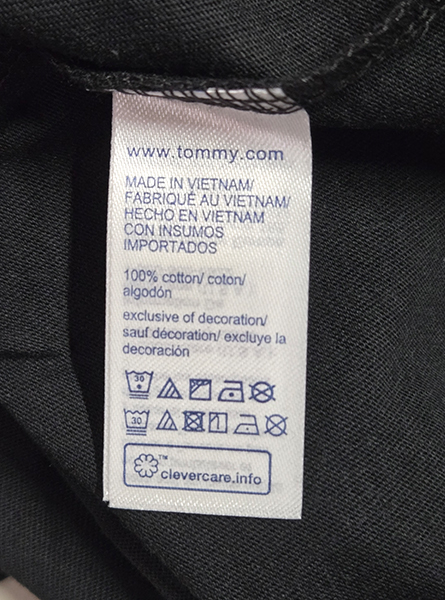 www.tommy.com
MADE IN VIETNAM/
FABRIQUÉ AU VIETNAM/
HECHO EN VIETNAM
CON INSUMOS
IMPORTADOS
100% cotton/ coton/
algodón
exclusive of decoration/
sauf décoration/ excluye la
decoración
30
30
™
clevercare.info